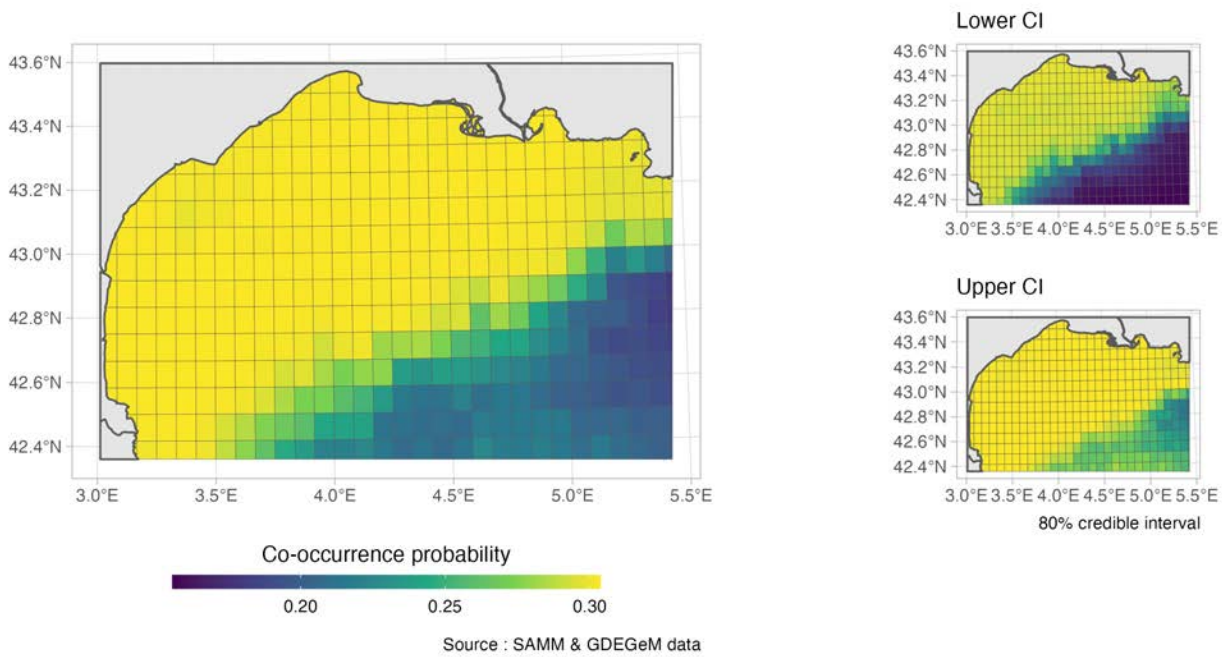 43.6°N
43.4°N
43.2°N
43.0°N
42.8°N
42.6°N
42.4°N
3.0°E 3.5°E 4.0°E 4.5°E 5.0°E 5.5°E
Co-occurrence probability
0.20 0.25 0.30
Source : SAMM & GDEGeM data
Lower CI
43.6°N
43.4°N
43.2°N
43.0°N
42.8°N
42.6°N
42.4°N
3.0°E 3.5°E 4.0°E 4.5°E 5.0°E 5.5°E
Upper CI
43.6°N
43.4°N
43.2°N
43.0°N
42.8°N
42.6°N
42.4°N
3.0°E 3.5°E 4.0°E 4.5°E 5.0°E 5.5°E
80% credible interval